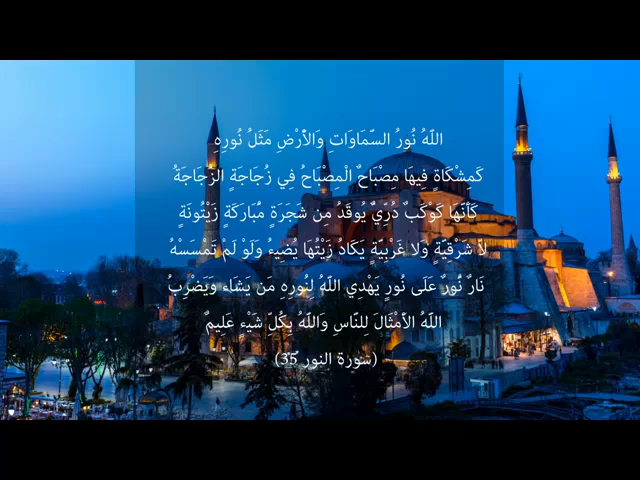 اللَّهُ نُورُ السَّمَاوَاتِ وَالْأَرْضِ مَثَلُ نُورِهِ
كَمِشْكَاةٍ فِيهَا مِصْبَاحٌ الْمِصْبَاحُ فِي زُجَاجَةٍ الزُّجَاجَةُ
كَأَنَّهَا كَوْكَبٌ دُرِّيٌّ يُوقَدُ مِن شَجَرَةٍ مُّبَارَكَةٍ زَيْتُونَةٍ
لَّا شَرْقِيَّةٍ وَلَا غَرْبِيَّةٍ يَكَادُ زَيْتُهَا يُضِيءُ وَلَوْ لَمْ تَمْسَسْهُ
نَارٌ نُّورٌ عَلَى نُورٍ يَهْدِي اللَّهُ لِنُورِهِ مَن يَشَاء وَيَضْرِبُ
اللَّهُ الْأَمْثَالَ لِلنَّاسِ وَاللَّهُ بِكُلِّ شَيْءٍ عَلِيمٌ
(سورة النور 35)